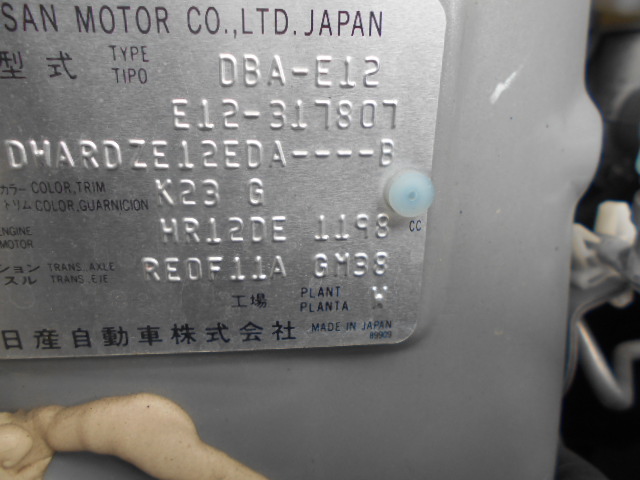 SAN MOTOR CO.,LTD. JAPAN
型式 TYPE TIPO DBA-E12
E12-317807
DHARDZE12EDA----B
カラー COLOR,TRIM K23 G
トリム COLOR,GUARNICION
ENGINE MOTOR HR12DE 1198 CC
ション TRANS. AXLE RE0F11A GM38
スル TRANS. EJE
工場 PLANT PLANTA W
日産自動車株式会社 MADE IN JAPAN
89909